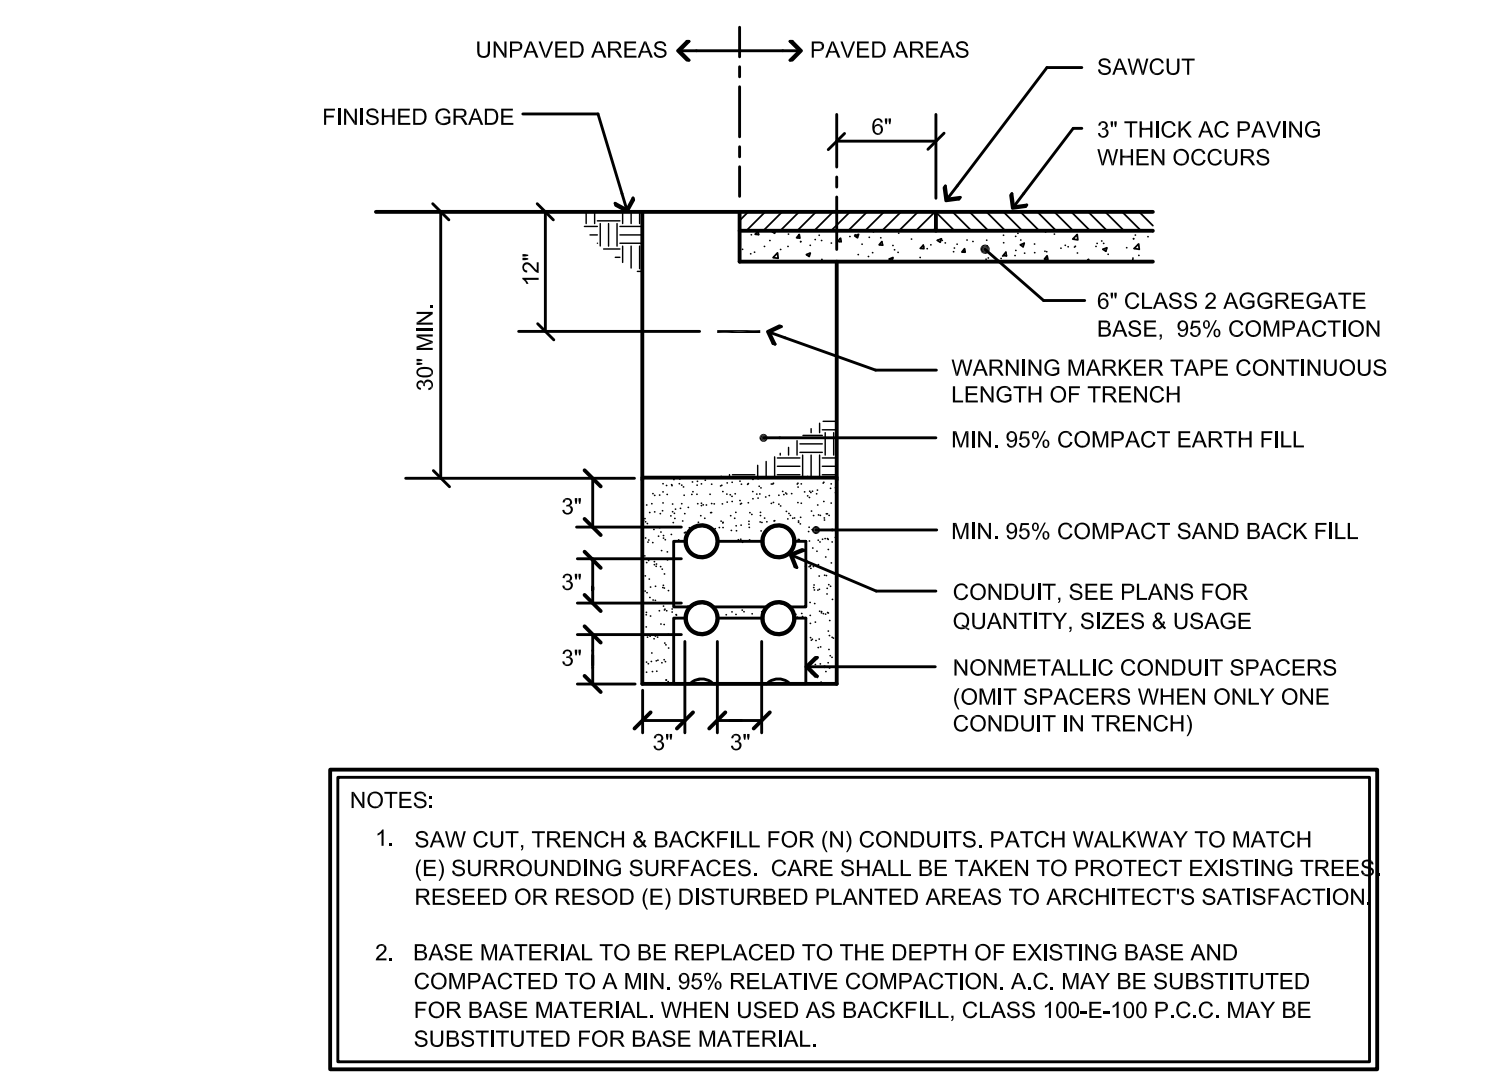 UNPAVED AREAS
PAVED AREAS
SAWCUT
FINISHED GRADE
6"
3" THICK AC PAVING
WHEN OCCURS
12"
30" MIN.
6" CLASS 2 AGGREGATE
BASE, 95% COMPACTION
WARNING MARKER TAPE CONTINUOUS
LENGTH OF TRENCH
MIN. 95% COMPACT EARTH FILL
3"
MIN. 95% COMPACT SAND BACK FILL
3"
CONDUIT, SEE PLANS FOR
QUANTITY, SIZES & USAGE
3"
NONMETALLIC CONDUIT SPACERS
(OMIT SPACERS WHEN ONLY ONE
CONDUIT IN TRENCH)
3"
3"
NOTES:
1. SAW CUT, TRENCH & BACKFILL FOR (N) CONDUITS. PATCH WALKWAY TO MATCH
(E) SURROUNDING SURFACES. CARE SHALL BE TAKEN TO PROTECT EXISTING TREES.
RESEED OR RESOD (E) DISTURBED PLANTED AREAS TO ARCHITECT'S SATISFACTION.
2. BASE MATERIAL TO BE REPLACED TO THE DEPTH OF EXISTING BASE AND
COMPACTED TO A MIN. 95% RELATIVE COMPACTION. A.C. MAY BE SUBSTITUTED
FOR BASE MATERIAL. WHEN USED AS BACKFILL, CLASS 100-E-100 P.C.C. MAY BE
SUBSTITUTED FOR BASE MATERIAL.